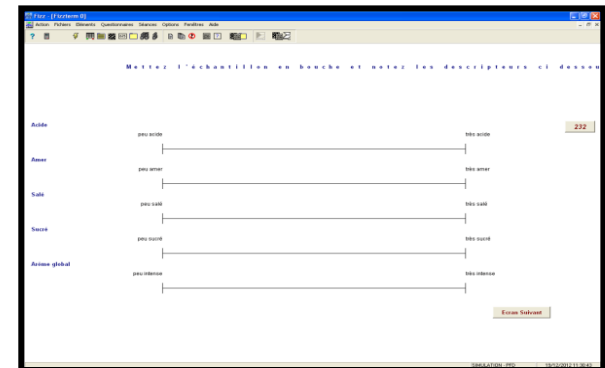 Fizz - [Fizzterm 0]
Action Fichiers Eléments Questionnaires Séances Options Fenêtres Aide
Mettez l'échantillon en bouche et notez les descripteurs ci dessou
232
Acide
peu acide très acide
Amer
peu amer très amer
Salé
peu salé très salé
Sucré
peu sucré très sucré
Arôme global
peu intense très intense
Ecran Suivant
SIMULATION - PFD 19/12/2012 11:38:43